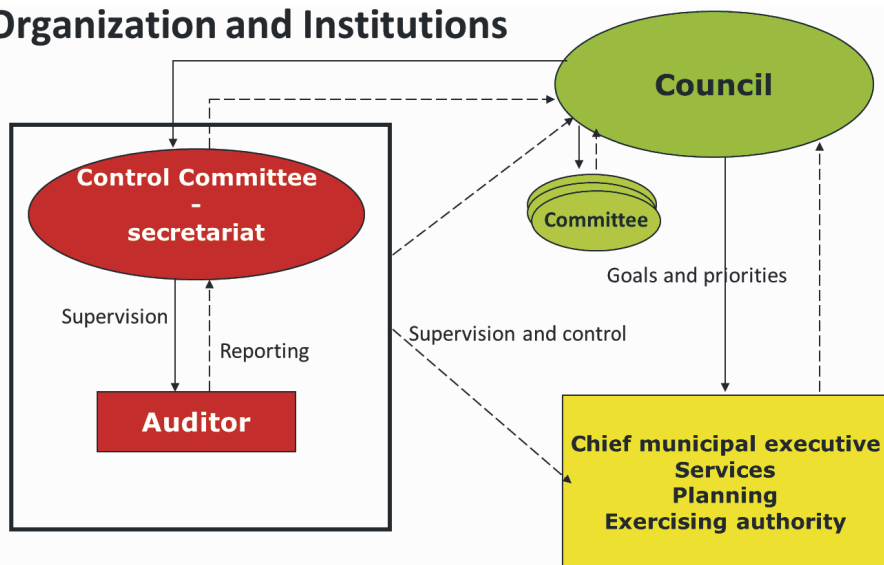 Organization and Institutions
Council
Control Committee
-
secretariat
Committee
Goals and priorities
Supervision
Reporting
Supervision and control
Auditor
Chief municipal executive
Services
Planning
Exercising authority